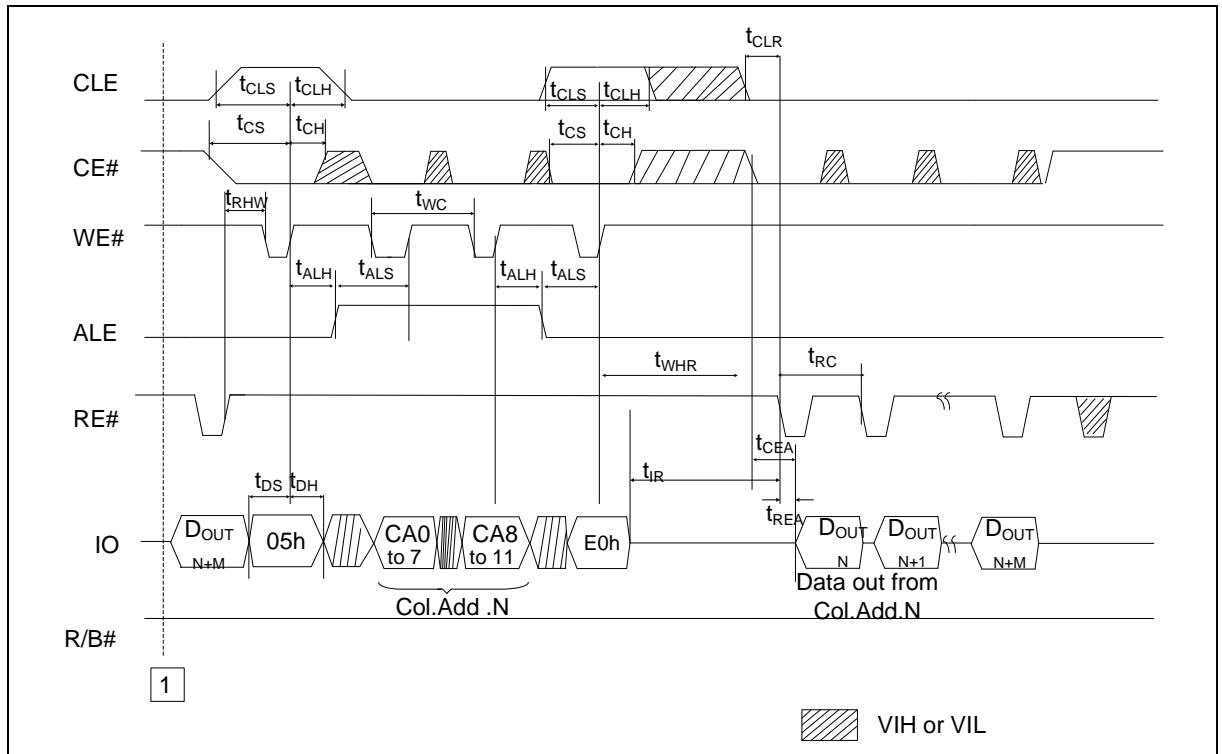 tCLR
CLE
tCLS tCLH tCLS tCLH
tCS tCH tCS tCH
CE#
tRHW tWC
WE#
tALH tALS tALH tALS
ALE
tWHR tRC
RE#
tCEA
tIR
tDS tDH
tREA
IO
DOUT N+M
05h
CA0 to 7
CA8 to 11
E0h
DOUT N
DOUT N+1
DOUT N+M
Col.Add .N
Data out from
Col.Add.N
R/B#
1
VIH or VIL